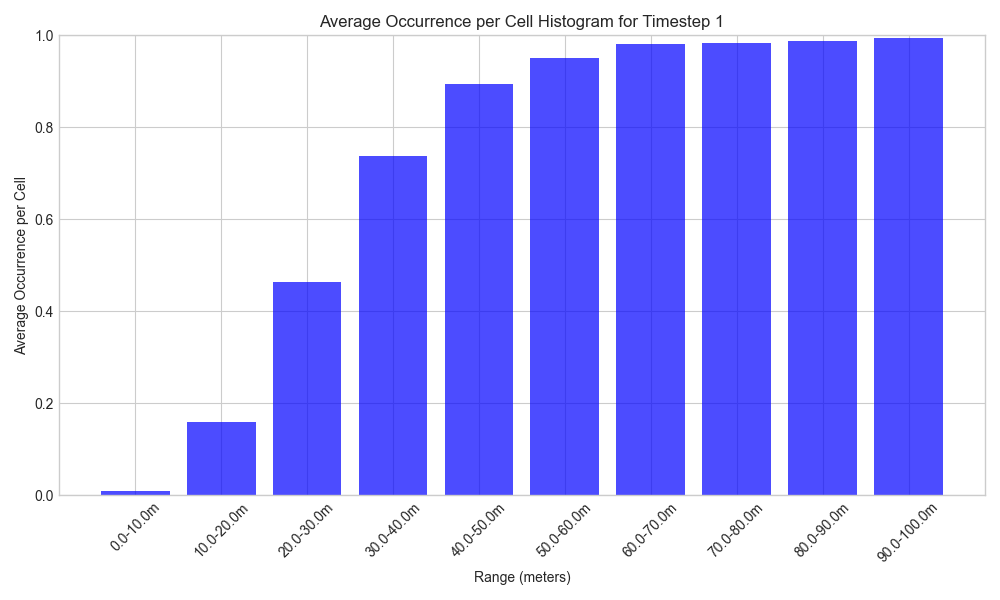 Average Occurrence per Cell Histogram for Timestep 1
Average Occurrence per Cell
1.0
0.8
0.6
0.4
0.2
0.0
0.0-10.0m
10.0-20.0m
20.0-30.0m
30.0-40.0m
40.0-50.0m
50.0-60.0m
60.0-70.0m
70.0-80.0m
80.0-90.0m
90.0-100.0m
Range (meters)